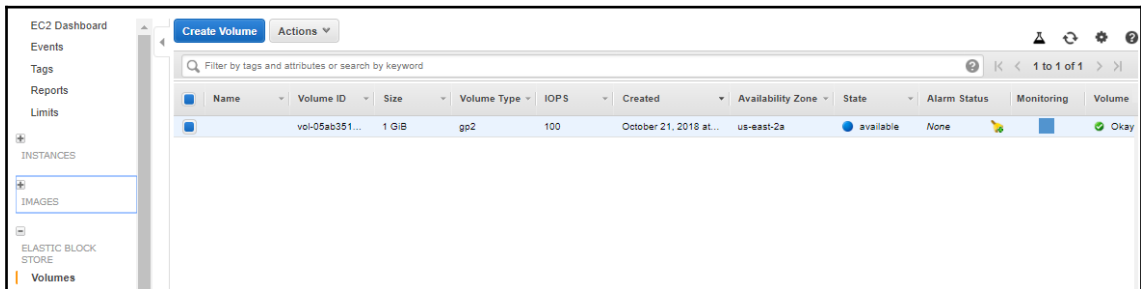 EC2 Dashboard
Events
Tags
Reports
Limits
INSTANCES
IMAGES
ELASTIC BLOCK
STORE
Volumes
Create Volume Actions
Filter by tags and attributes or search by keyword
1 to 1 of 1
Name Volume ID Size Volume Type IOPS Created Availability Zone State Alarm Status Monitoring Volume
vol-05ab351... 1 GiB gp2 100 October 21, 2018 at... us-east-2a available None Okay